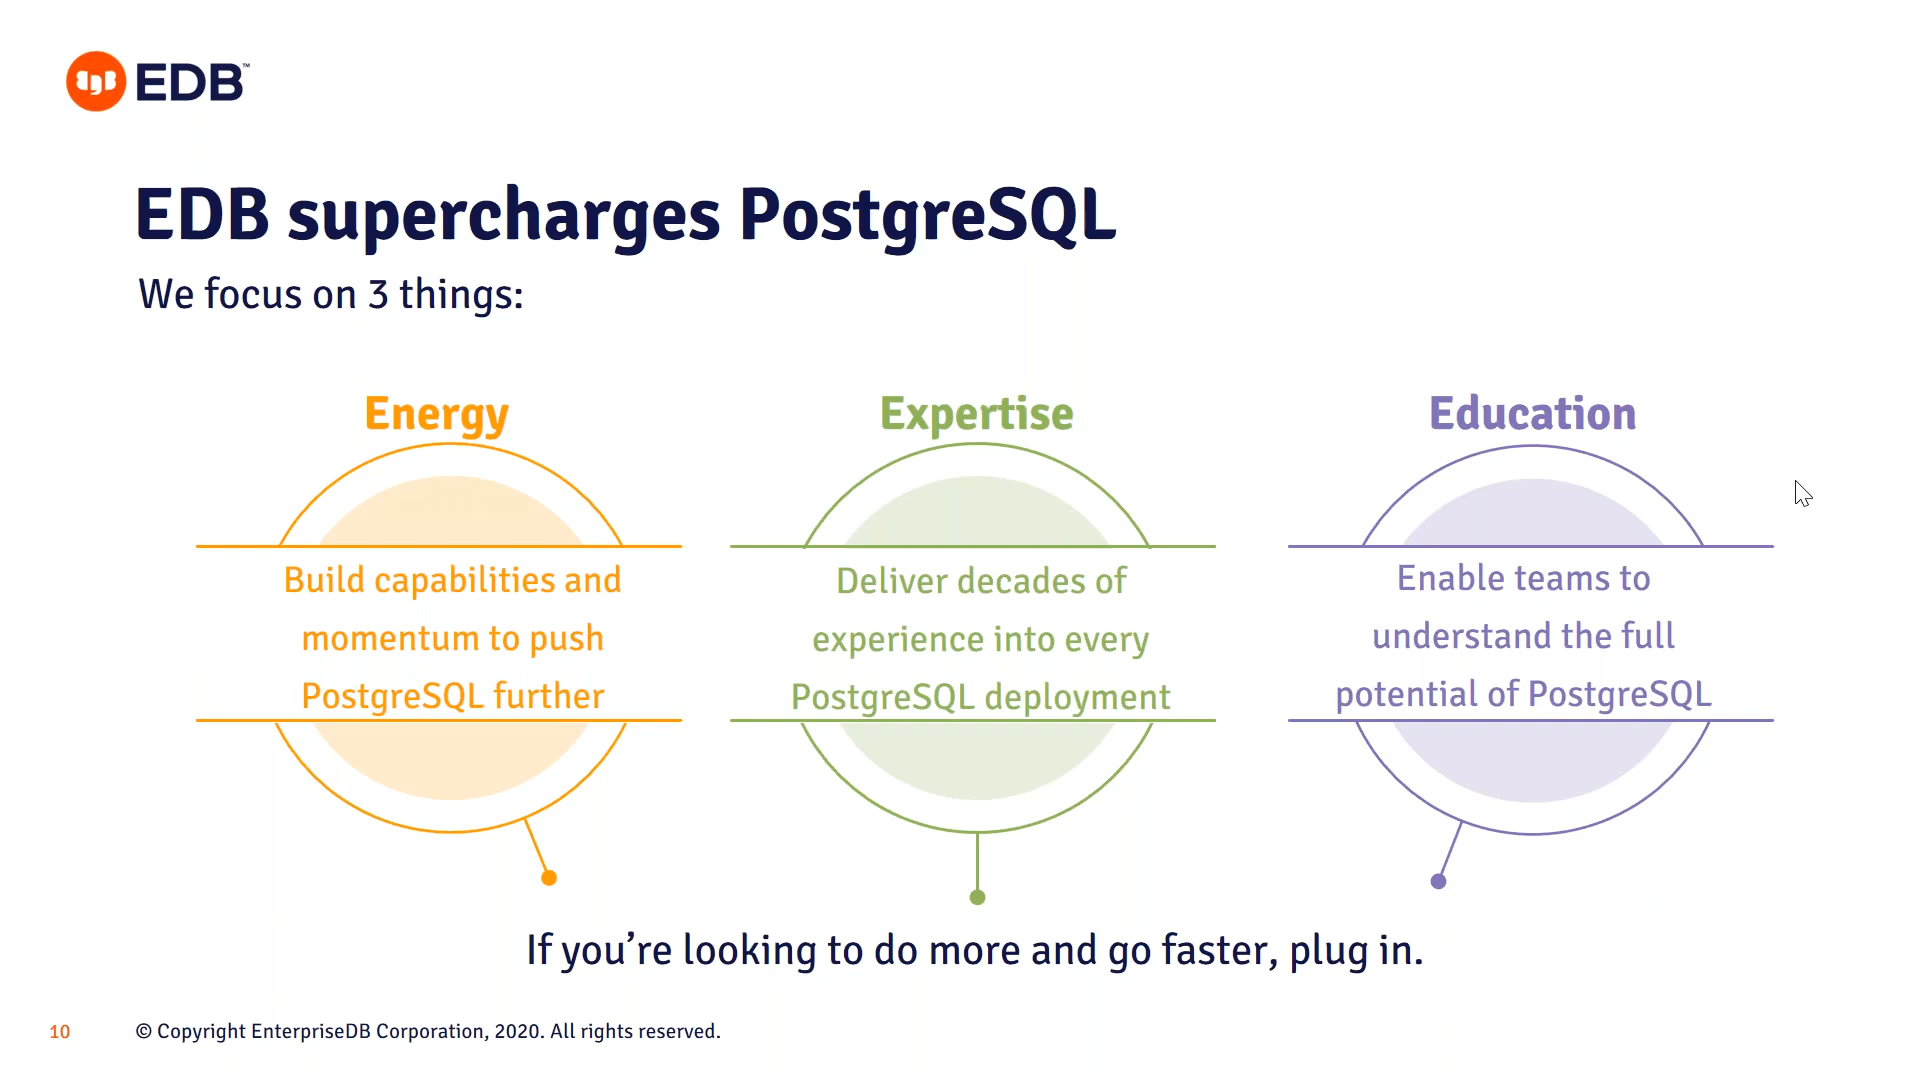 EDB™
EDB supercharges PostgreSQL
We focus on 3 things:
Energy
Build capabilities and
momentum to push
PostgreSQL further
Expertise
Deliver decades of
experience into every
PostgreSQL deployment
Education
Enable teams to
understand the full
potential of PostgreSQL
If you’re looking to do more and go faster, plug in.
10
© Copyright EnterpriseDB Corporation, 2020. All rights reserved.